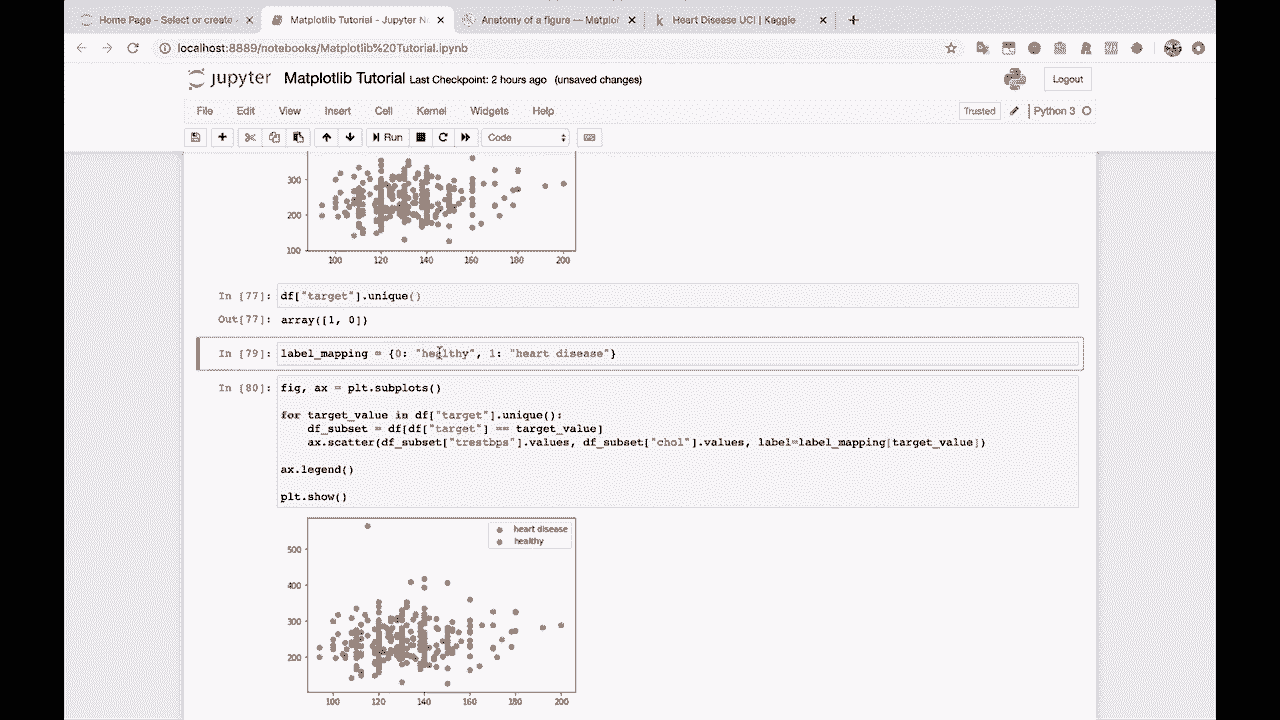 Home Page - Select or create
Matplotlib Tutorial - Jupyter N
Anatomy of a figure — Matplot
Heart Disease UCI | Kaggle
localhost:8889/notebooks/Matplotlib%20Tutorial.ipynb
jupyter Matplotlib Tutorial Last Checkpoint: 2 hours ago (unsaved changes)
Logout
File Edit View Insert Cell Kernel Widgets Help
Trusted
Python 3
Run
Code
300
200
100
100 120 140 160 180 200
In [77]: df["target"].unique()
Out[77]: array([1, 0])
In [79]: label_mapping = {0: "healthy", 1: "heart disease"}
In [80]: fig, ax = plt.subplots()
for target_value in df["target"].unique():
df_subset = df[df["target"] == target_value]
ax.scatter(df_subset["trestbps"].values, df_subset["chol"].values, label=label_mapping[target_value])
ax.legend()
plt.show()
heart disease
healthy
500
400
300
200
100 120 140 160 180 200